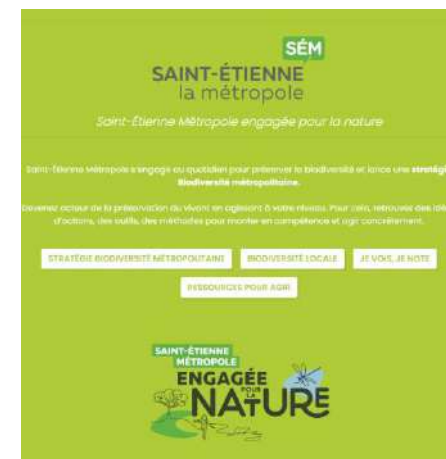 SÉM
SAINT-ÉTIENNE
la métropole
Saint-Étienne Métropole engagée pour la nature
Saint-Étienne Métropole s'engage au quotidien pour préserver la biodiversité et lance une stratégi
Biodiversité métropolitaine.
Devenez acteur de la préservation du vivant en agissant à votre niveau. Pour cela, retrouvez des idé
d'actions, des outils, des méthodes pour monter en compétence et agir concrètement.
STRATÉGIE BIODIVERSITÉ MÉTROPOLITAINE
BIODIVERSITÉ LOCALE
JE VOIS, JE NOTE
RESSOURCES POUR AGIR
SAINT-ÉTIENNE
MÉTROPOLE
ENGAGÉE
POUR
LA
NATURE